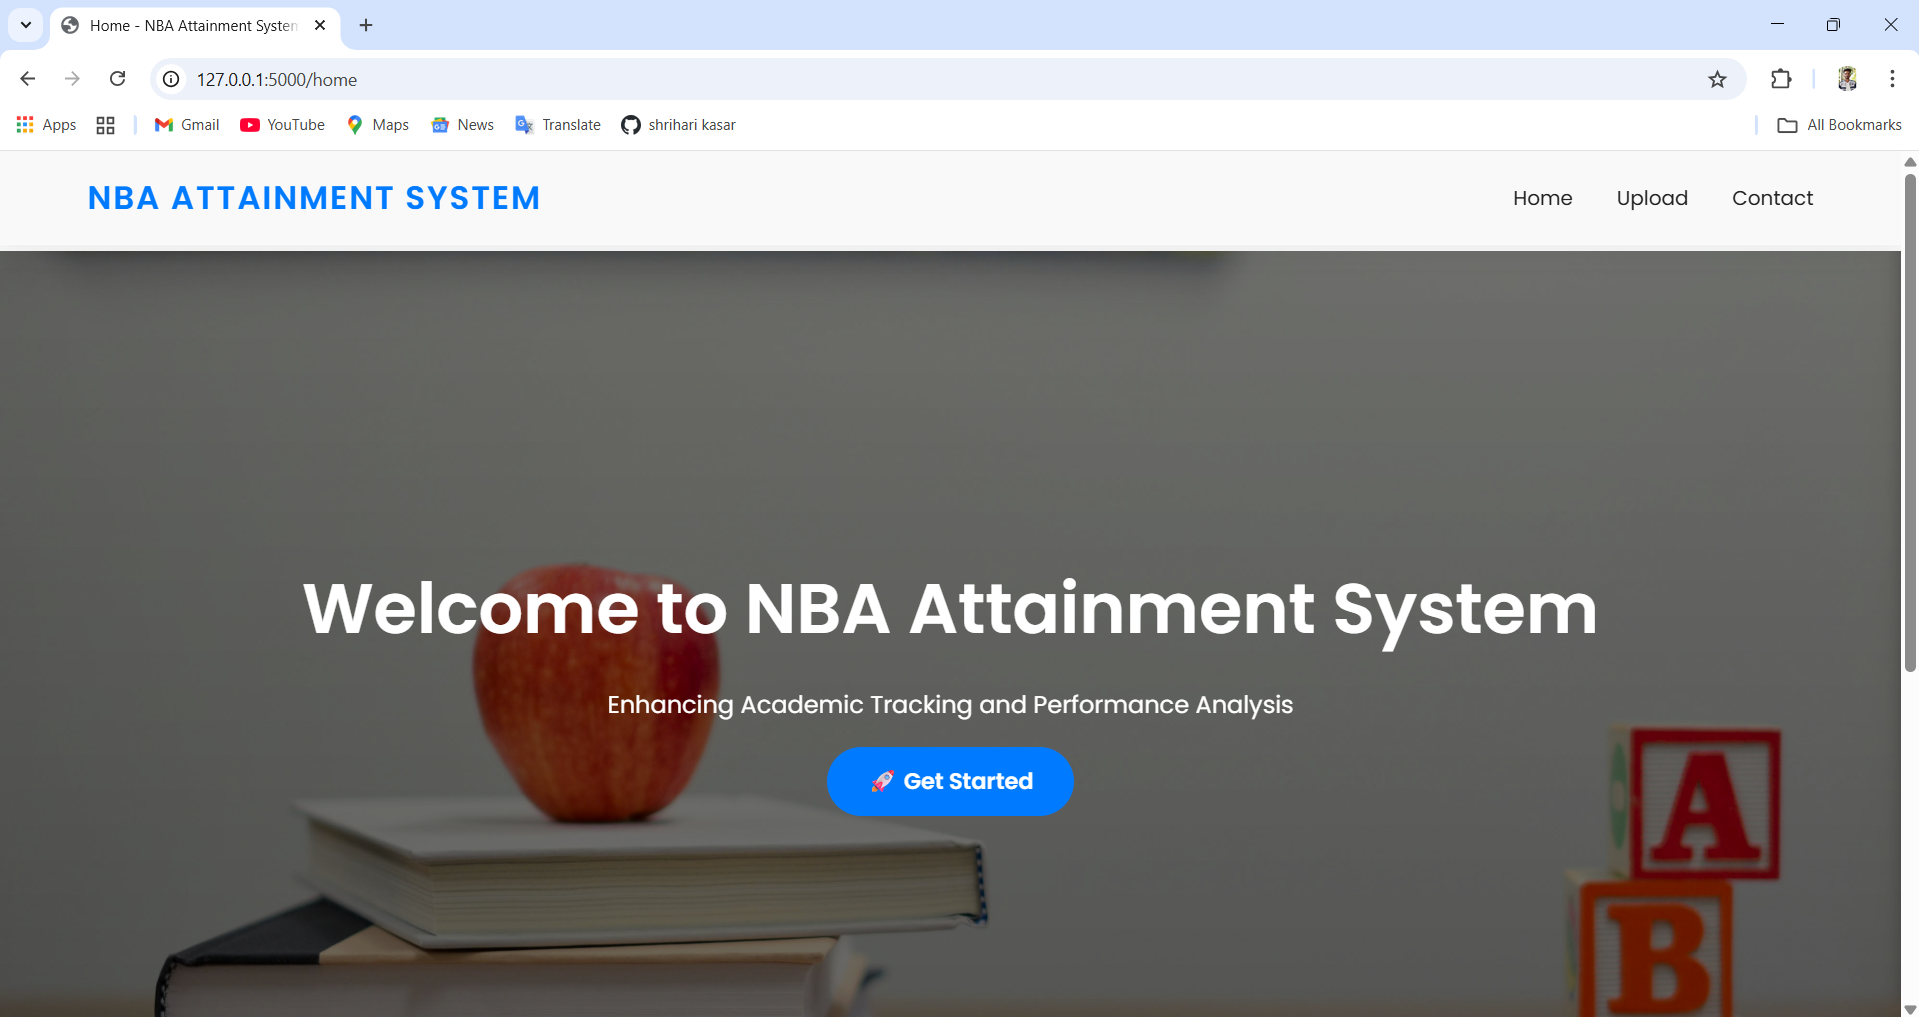 Home - NBA Attainment System
127.0.0.1:5000/home
Apps Gmail YouTube Maps News Translate shrihari kasar All Bookmarks
NBA ATTAINMENT SYSTEM Home Upload Contact
Welcome to NBA Attainment System
Enhancing Academic Tracking and Performance Analysis
🚀 Get Started
A
B